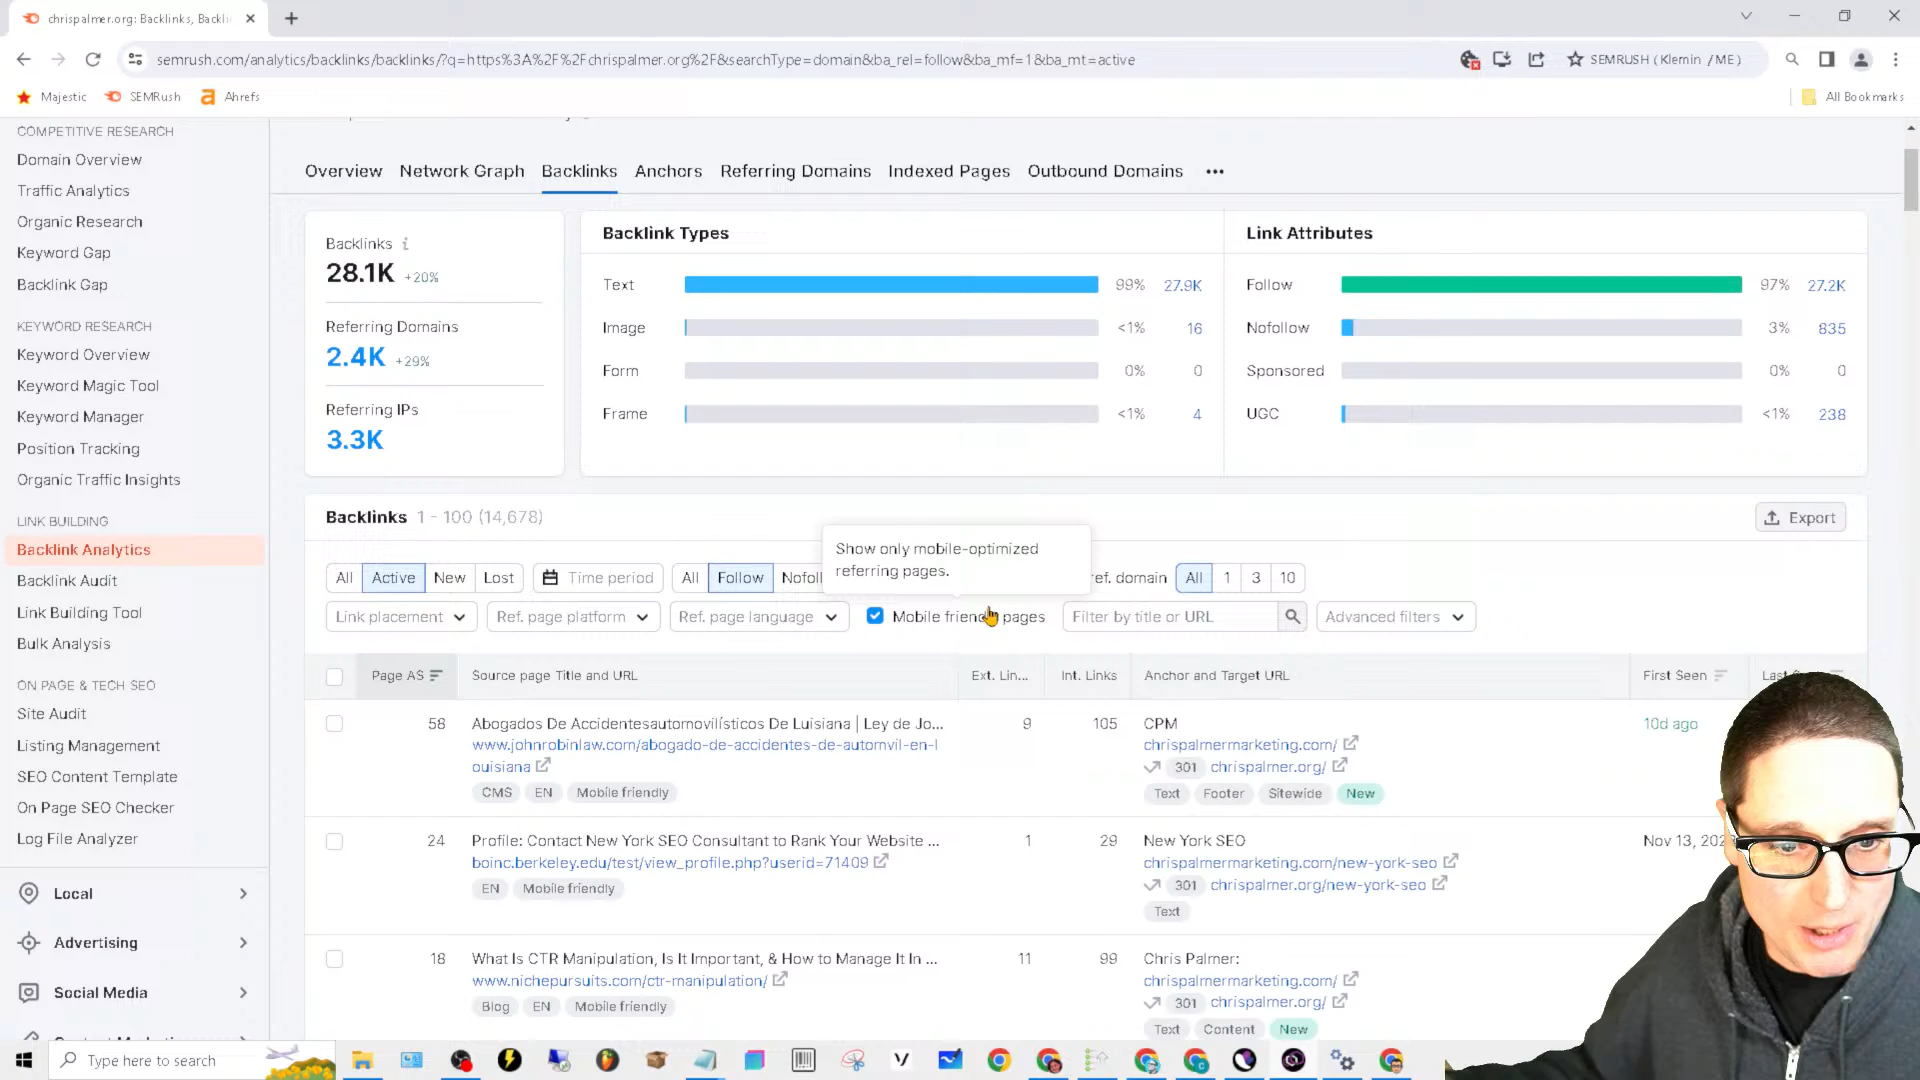 chrispalmer.org: Backlinks, Backli
semrush.com/analytics/backlinks/backlinks/?q=https%3A%2F%2Fchrispalmer.org%2F&searchType=domain&ba_rel=follow&ba_mf=1&ba_mt=active
SEMRUSH (Klemin /ME)
Majestic SEMRush Ahrefs All Bookmarks
COMPETITIVE RESEARCH
Domain Overview
Traffic Analytics
Organic Research
Keyword Gap
Backlink Gap
KEYWORD RESEARCH
Keyword Overview
Keyword Magic Tool
Keyword Manager
Position Tracking
Organic Traffic Insights
LINK BUILDING
Backlink Analytics
Backlink Audit
Link Building Tool
Bulk Analysis
ON PAGE & TECH SEO
Site Audit
Listing Management
SEO Content Template
On Page SEO Checker
Log File Analyzer
Local
Advertising
Social Media
Overview Network Graph Backlinks Anchors Referring Domains Indexed Pages Outbound Domains •••
Backlinks i
28.1K +20%
Referring Domains
2.4K +29%
Referring IPs
3.3K
Backlink Types
Text 99% 27.9K
Image <1% 16
Form 0% 0
Frame <1% 4
Link Attributes
Follow 97% 27.2K
Nofollow 3% 835
Sponsored 0% 0
UGC <1% 238
Backlinks 1 - 100 (14,678)
Export
Show only mobile-optimized
referring pages.
All Active New Lost Time period All Follow Nofoll ref. domain All 1 3 10
Link placement Ref. page platform Ref. page language Mobile friend pages Filter by title or URL Advanced filters
Page AS Source page Title and URL Ext. Lin... Int. Links Anchor and Target URL First Seen
58 Abogados De Accidentesautomovilísticos De Luisiana | Ley de Jo... 9 105 CPM 10d ago
www.johnrobinlaw.com/abogado-de-accidentes-de-automvil-en-l chrispalmermarketing.com/
ouisiana 301 chrispalmer.org/
CMS EN Mobile friendly Text Footer Sitewide New
24 Profile: Contact New York SEO Consultant to Rank Your Website ... 1 29 New York SEO Nov 13, 202
boinc.berkeley.edu/test/view_profile.php?userid=71409 chrispalmermarketing.com/new-york-seo
301 chrispalmer.org/new-york-seo
EN Mobile friendly
Text
18 What Is CTR Manipulation, Is It Important, & How to Manage It In ... 11 99 Chris Palmer:
www.nichepursuits.com/ctr-manipulation/ chrispalmermarketing.com/
301 chrispalmer.org/
Blog EN Mobile friendly
Text Content New
Type here to search